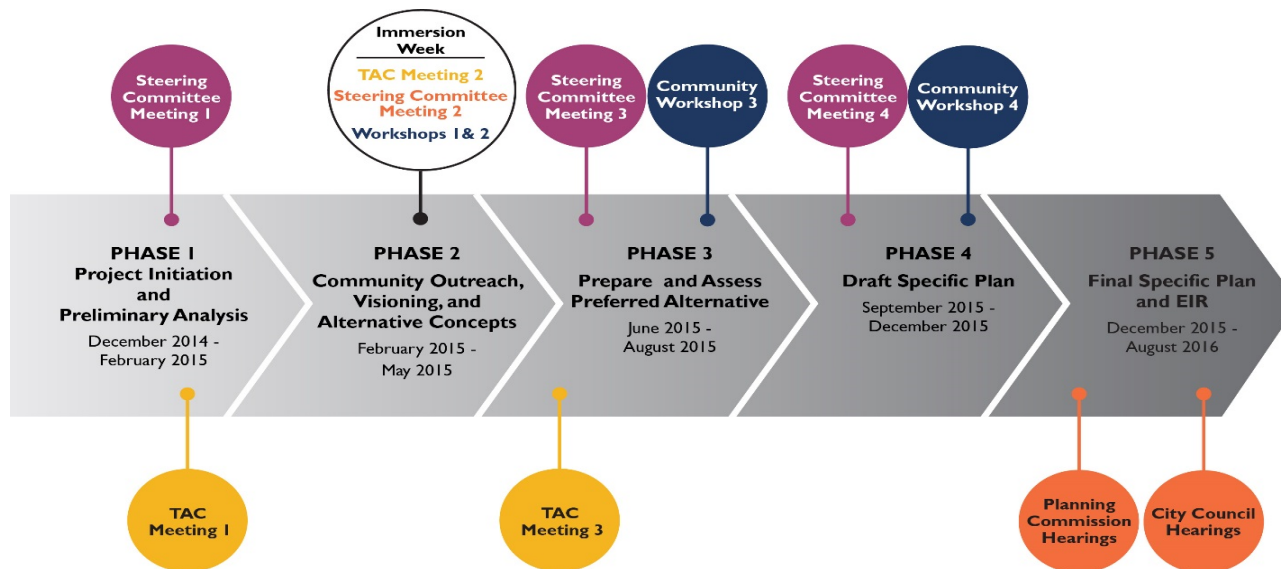 Steering
Committee
Meeting 1
Immersion
Week
TAC Meeting 2
Steering Committee
Meeting 2
Workshops 1& 2
Steering
Committee
Meeting 3
Community
Workshop 3
Steering
Committee
Meeting 4
Community
Workshop 4
PHASE 1
Project Initiation
and
Preliminary Analysis
December 2014 -
February 2015
PHASE 2
Community Outreach,
Visioning, and
Alternative Concepts
February 2015 -
May 2015
PHASE 3
Prepare and Assess
Preferred Alternative
June 2015 -
August 2015
PHASE 4
Draft Specific Plan
September 2015 -
December 2015
PHASE 5
Final Specific Plan
and EIR
December 2015 -
August 2016
TAC
Meeting 1
TAC
Meeting 3
Planning
Commission
Hearings
City Council
Hearings